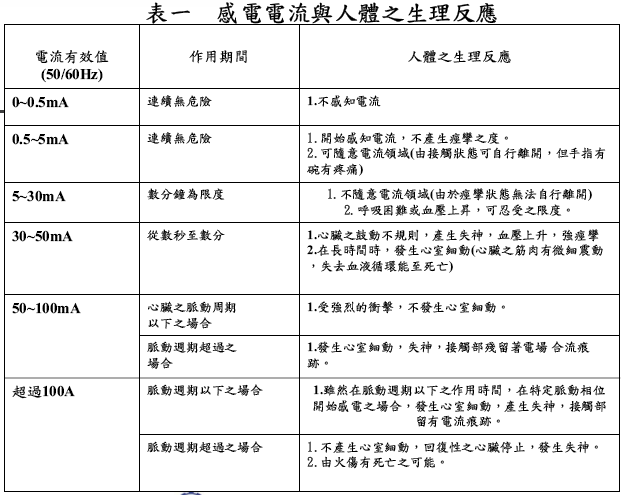 表一 感電電流與人體之生理反應
電流有效值 作用期間 人體之生理反應
(50/60Hz)
0~0.5mA 連續無危險 1.不感知電流
0.5~5mA 連續無危險 1.開始感知電流，不產生痙攣之度。
2.可隨意電流領域(由接觸狀態可自行離開，但手指有
碗有疼痛)
5~30mA 數分鐘為限度 1.不隨意電流領域(由於痙攣狀態無法自行離開)
2.呼吸困難或血壓上昇，可忍受之限度。
30~50mA 從數秒至數分 1.心臟之鼓動不規則，產生失神，血壓上升，強痙攣
2.在長時間時，發生心室細動(心臟之筋肉有微細震動
，失去血液循環能至死亡)
50~100mA 心臟之脈動周期 1.受強烈的衝擊，不發生心室細動。
以下之場合
脈動週期超過之 1.發生心室細動，失神，接觸部殘留著電場 合流痕
場合 跡。
超過100A 脈動週期以下之場合 1.雖然在脈動週期以下之作用時間，在特定脈動相位
開始感電之場合，發生心室細動，產生失神，接觸部
留有電流痕跡。
脈動週期超過之場合 1.不產生心室細動，回復性之心臟停止，發生失神。
2.由火傷有死亡之可能。